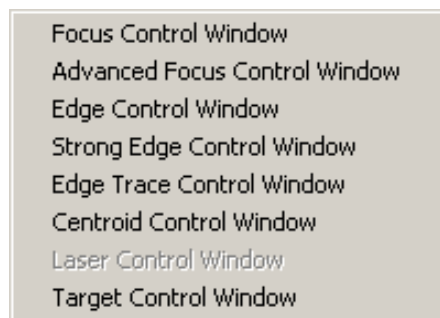 Focus Control Window
Advanced Focus Control Window
Edge Control Window
Strong Edge Control Window
Edge Trace Control Window
Centroid Control Window
Laser Control Window
Target Control Window